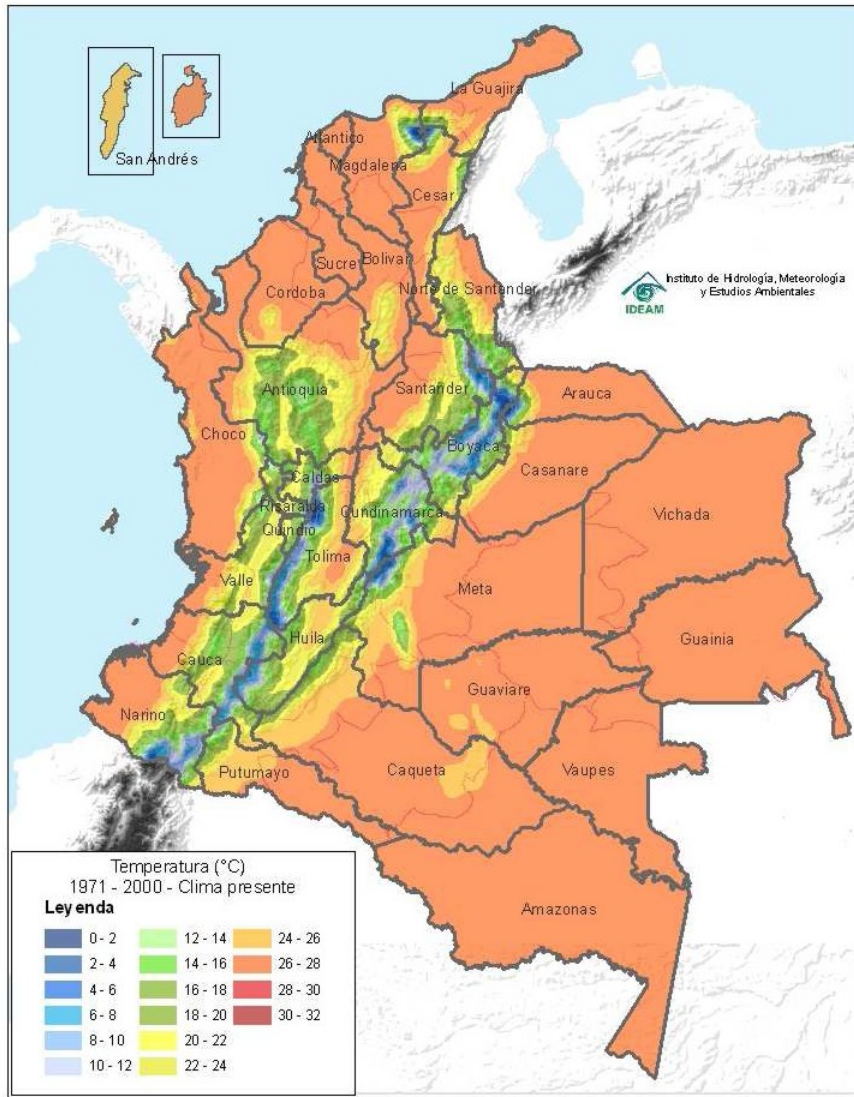 La Guajira
San Andrés
Atlantico
Magdalena
Cesar
Sucre
Bolivar
Cordoba
Norte de Santander
Instituto de Hidrología, Meteorología
y Estudios Ambientales
IDEAM
Antioquia
Santander
Arauca
Choco
Boyaca
Casanare
Caldas
Risaralda
Cundinamarca
Vichada
Quindio
Tolima
Valle
Meta
Huila
Guainia
Cauca
Guaviare
Narino
Putumayo
Caqueta
Vaupes
Amazonas
Temperatura (°C)
1971 - 2000 - Clima presente
Leyenda
0 - 2
2 - 4
4 - 6
6 - 8
8 - 10
10 - 12
12 - 14
14 - 16
16 - 18
18 - 20
20 - 22
22 - 24
24 - 26
26 - 28
28 - 30
30 - 32